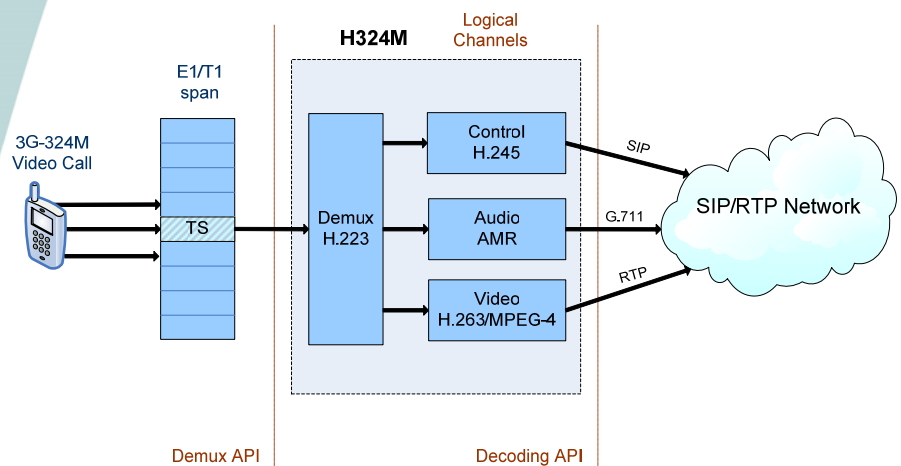 Logical
Channels
H324M
E1/T1
span
3G-324M
Video Call
TS
Demux
H.223
Control
H.245
Audio
AMR
Video
H.263/MPEG-4
SIP
G.711
RTP
SIP/RTP Network
Demux API
Decoding API